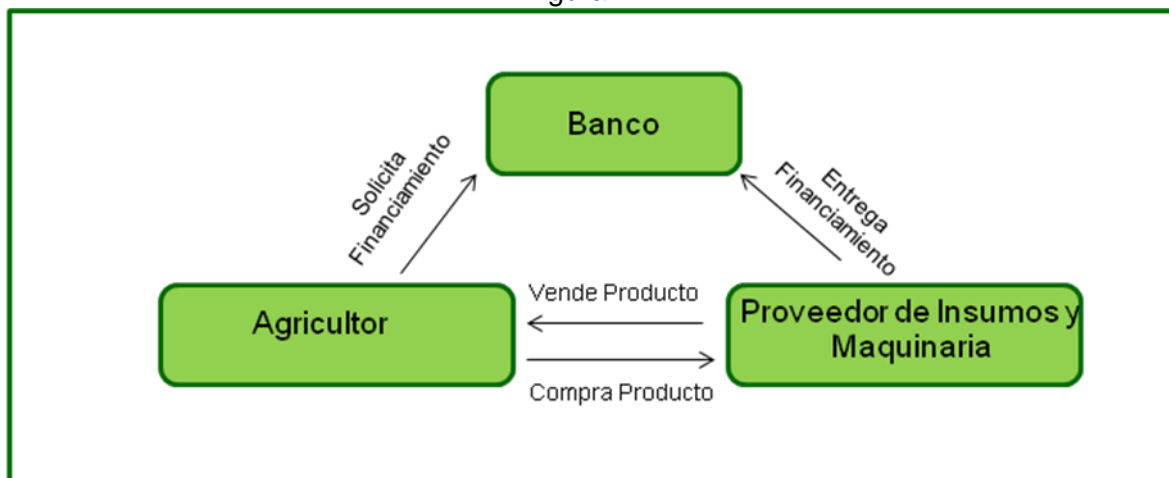 Banco
Solicita
Financiamiento
Entrega
Financiamiento
Agricultor
Vende Producto
Compra Producto
Proveedor de Insumos y
Maquinaria